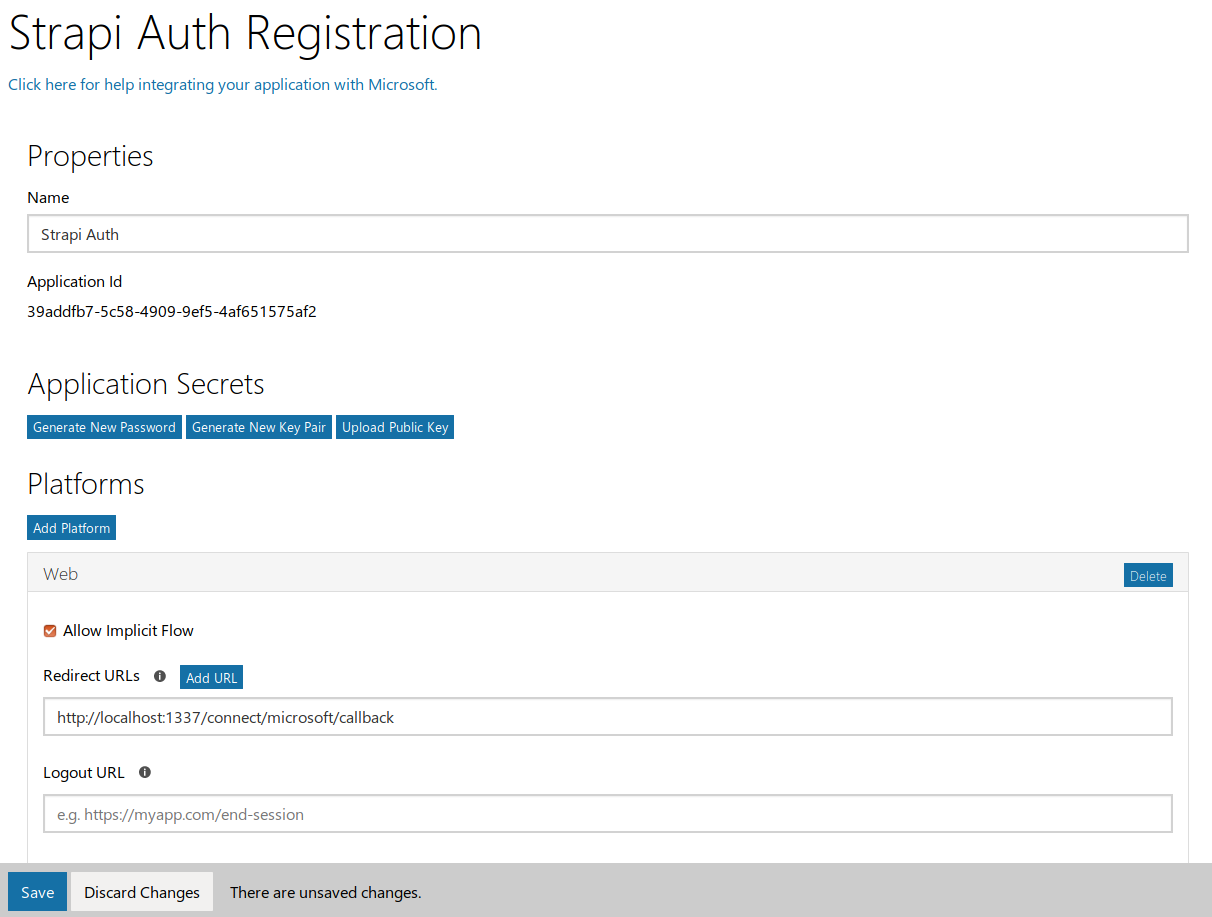 Strapi Auth Registration
Click here for help integrating your application with Microsoft.
Properties
Name
Strapi Auth
Application Id
39addfb7-5c58-4909-9ef5-4af651575af2
Application Secrets
Generate New Password Generate New Key Pair Upload Public Key
Platforms
Add Platform
Web Delete
Allow Implicit Flow
Redirect URLs Add URL
http://localhost:1337/connect/microsoft/callback
Logout URL
e.g. https://myapp.com/end-session
Save Discard Changes There are unsaved changes.